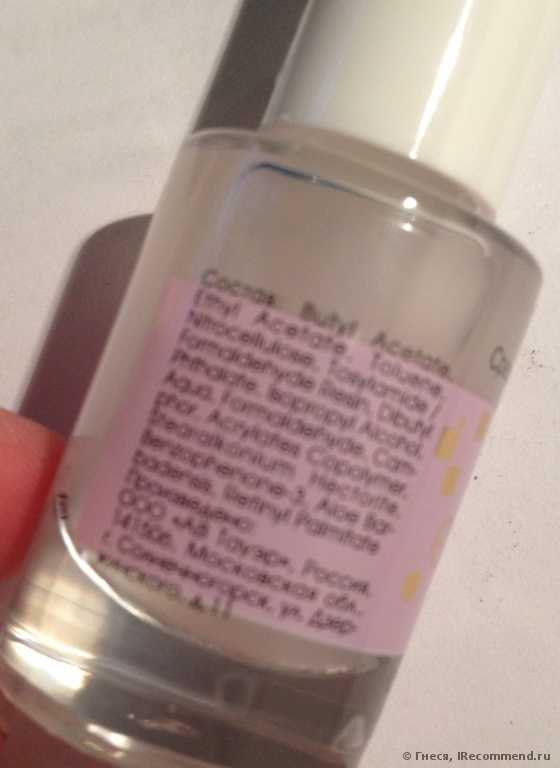 Состав: Butyl Acetate,
Ethyl Acetate, Toluene,
Nitrocellulose, Tosylamide /
Formaldehyde Resin, Dibutyl
Phthalate, Isopropyl Alcohol,
Aqua, Formaldehyde, Cam-
phor, Acrylates Copolymer,
Stearalkonium Hectorite,
Benzophenone-3, Aloe Bar-
badensis, Retinyl Palmitate
Произведено:
ООО «АВ Тауэр», Россия,
141506, Московская обл.,
г. Солнечногорск, ул. Дзер-
жинского, д. 17
© Гнеся, IRecommend.ru